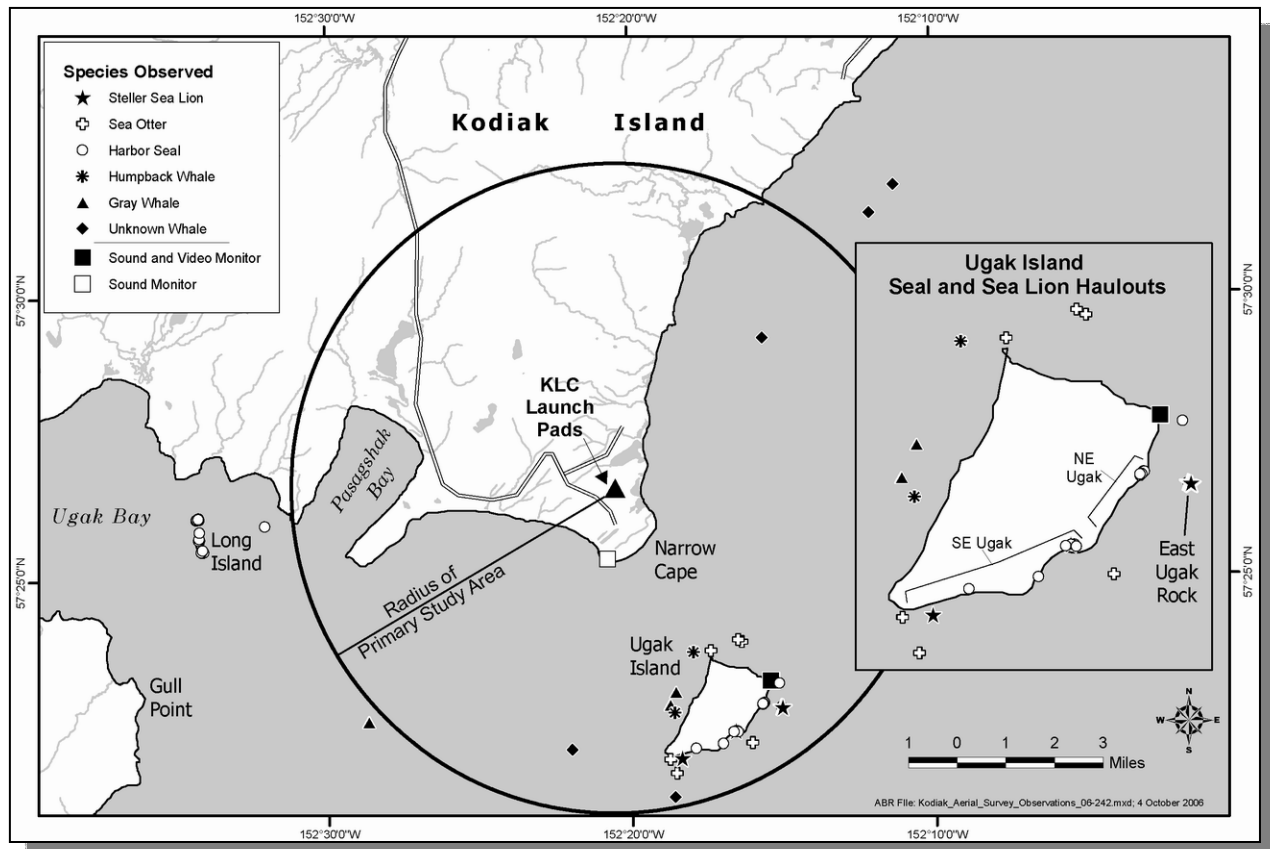 152°30'0"W
152°20'0"W
152°10'0"W
Species Observed
Steller Sea Lion
Sea Otter
Harbor Seal
Humpback Whale
Gray Whale
Unknown Whale
Sound and Video Monitor
Sound Monitor
Kodiak Island
57°30'0"N
57°30'0"N
Ugak Island
Seal and Sea Lion Haulouts
NE
Ugak
SE Ugak
East
Ugak
Rock
KLC
Launch
Pads
Pasagshak
Bay
Ugak Bay
Long
Island
Narrow
Cape
57°25'0"N
57°25'0"N
Radius of
Primary Study Area
Ugak
Island
Gull
Point
N
W
E
S
1 0 1 2 3
Miles
ABR File: Kodiak_Aerial_Survey_Observations_06-242.mxd; 4 October 2006
152°30'0"W
152°20'0"W
152°10'0"W